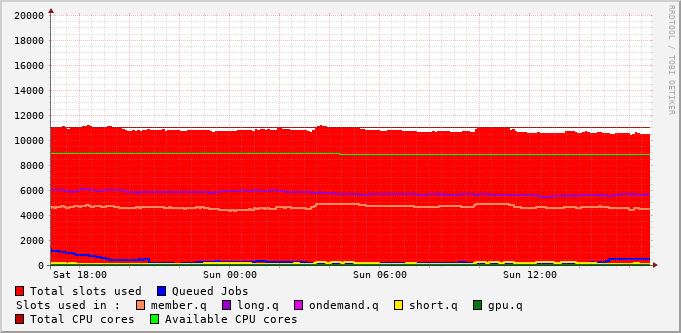 RRDTOOL / TOBI OETIKER
20000
18000
16000
14000
12000
10000
8000
6000
4000
2000
0
Sat 18:00 Sun 00:00 Sun 06:00 Sun 12:00
Total slots used Queued Jobs
Slots used in : member.q long.q ondemand.q short.q gpu.q
Total CPU cores Available CPU cores